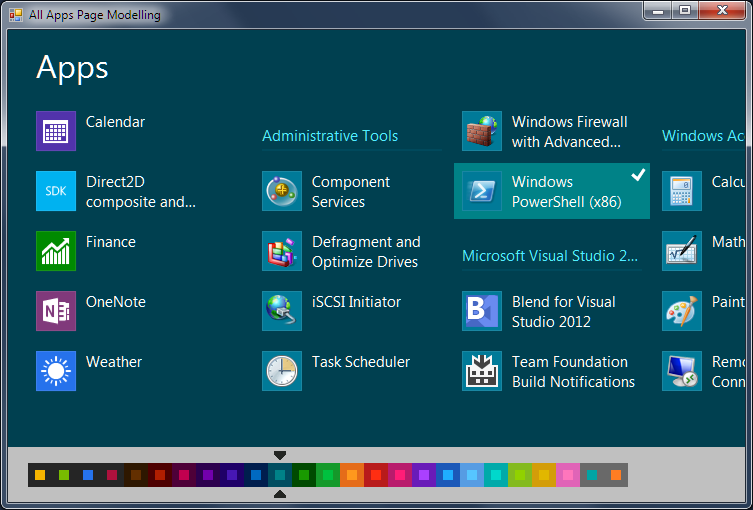 All Apps Page Modelling
Apps
Calendar
SDK
Direct2D
composite and...
Finance
OneNote
Weather
Administrative Tools
Component
Services
Defragment and
Optimize Drives
iSCSI Initiator
Task Scheduler
Windows Firewall
with Advanced...
Windows
PowerShell (x86)
Microsoft Visual Studio 2...
Blend for Visual
Studio 2012
Team Foundation
Build Notifications
Windows Ac
Calcu
Math
Paint
Remo
Conn